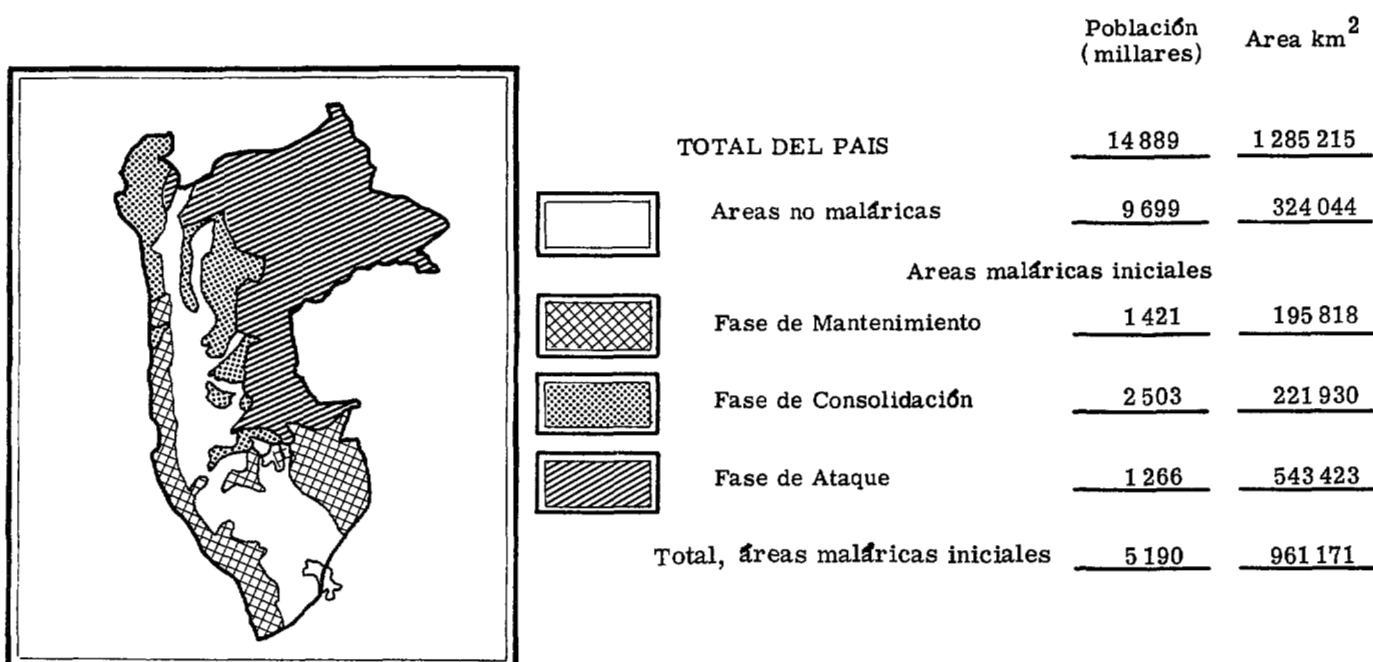 Población (millares) Area km²
TOTAL DEL PAIS 14 889 1 285 215
Areas no maláricas 9 699 324 044
Areas maláricas iniciales
Fase de Mantenimiento 1 421 195 818
Fase de Consolidación 2 503 221 930
Fase de Ataque 1 266 543 423
Total, áreas maláricas iniciales 5 190 961 171